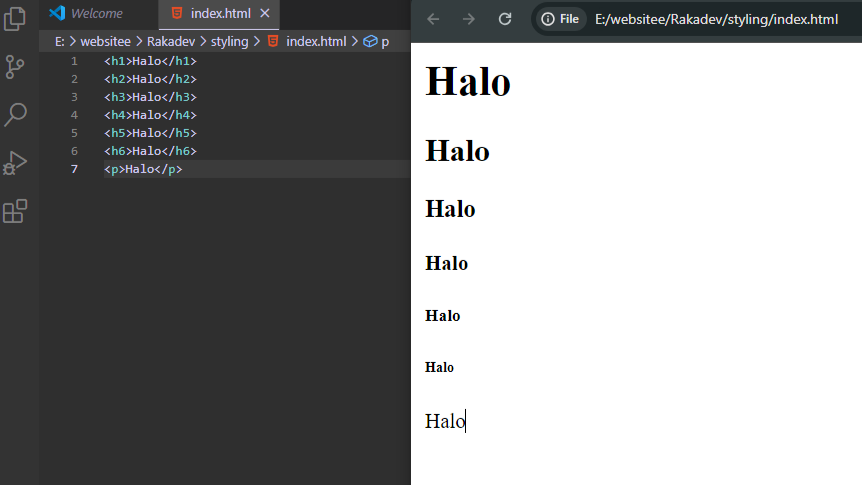 Welcome
index.html
E: > websitee > Rakadev > styling > index.html > p
1 <h1>Halo</h1>
2 <h2>Halo</h2>
3 <h3>Halo</h3>
4 <h4>Halo</h4>
5 <h5>Halo</h5>
6 <h6>Halo</h6>
7 <p>Halo</p>
File E:/websitee/Rakadev/styling/index.html
Halo
Halo
Halo
Halo
Halo
Halo
Halo